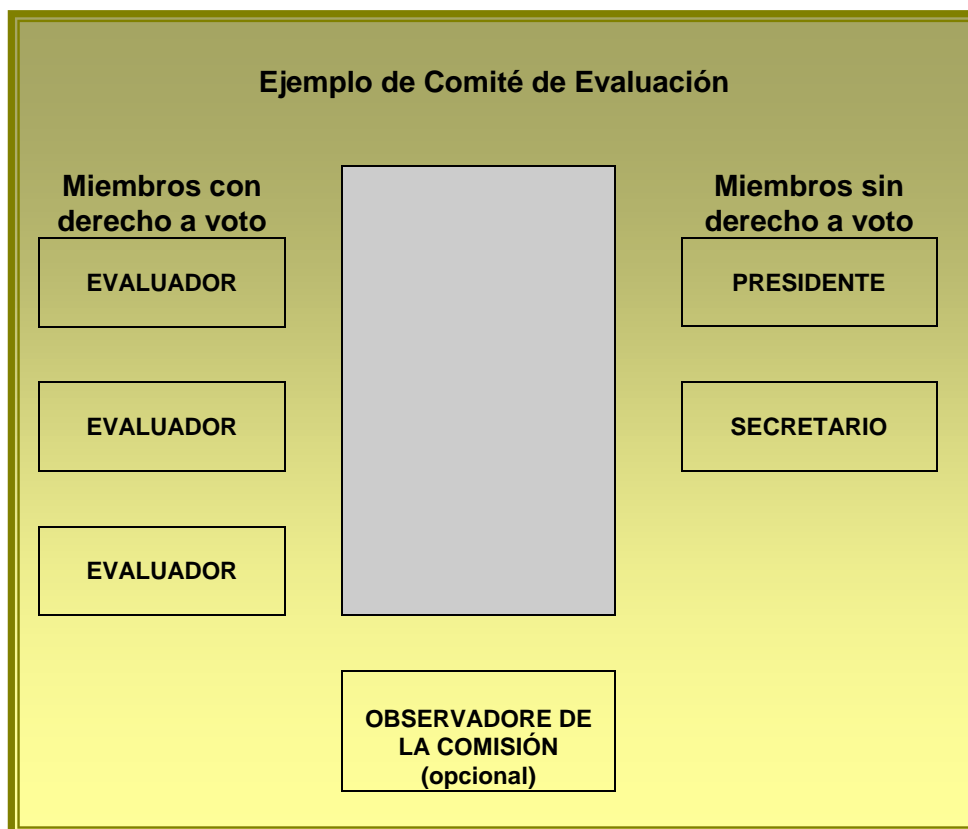 Ejemplo de Comité de Evaluación
Miembros con
derecho a voto
EVALUADOR
EVALUADOR
EVALUADOR
Miembros sin
derecho a voto
PRESIDENTE
SECRETARIO
OBSERVADORE DE
LA COMISIÓN
(opcional)